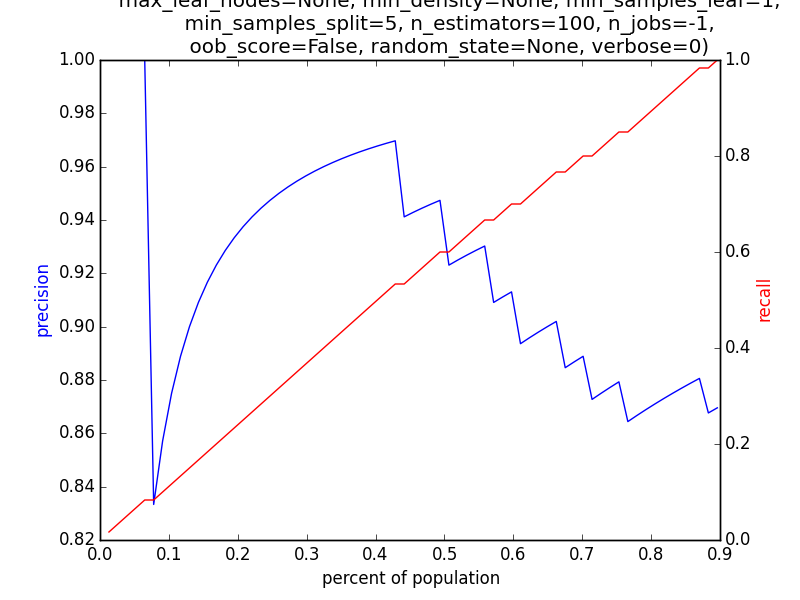 max_leaf_nodes=None, min_density=None, min_samples_leaf=1,
min_samples_split=5, n_estimators=100, n_jobs=-1,
oob_score=False, random_state=None, verbose=0)
1.00
0.98
0.96
0.94
0.92
0.90
0.88
0.86
0.84
0.82
precision
1.0
0.8
0.6
0.4
0.2
0.0
recall
0.0 0.1 0.2 0.3 0.4 0.5 0.6 0.7 0.8 0.9
percent of population